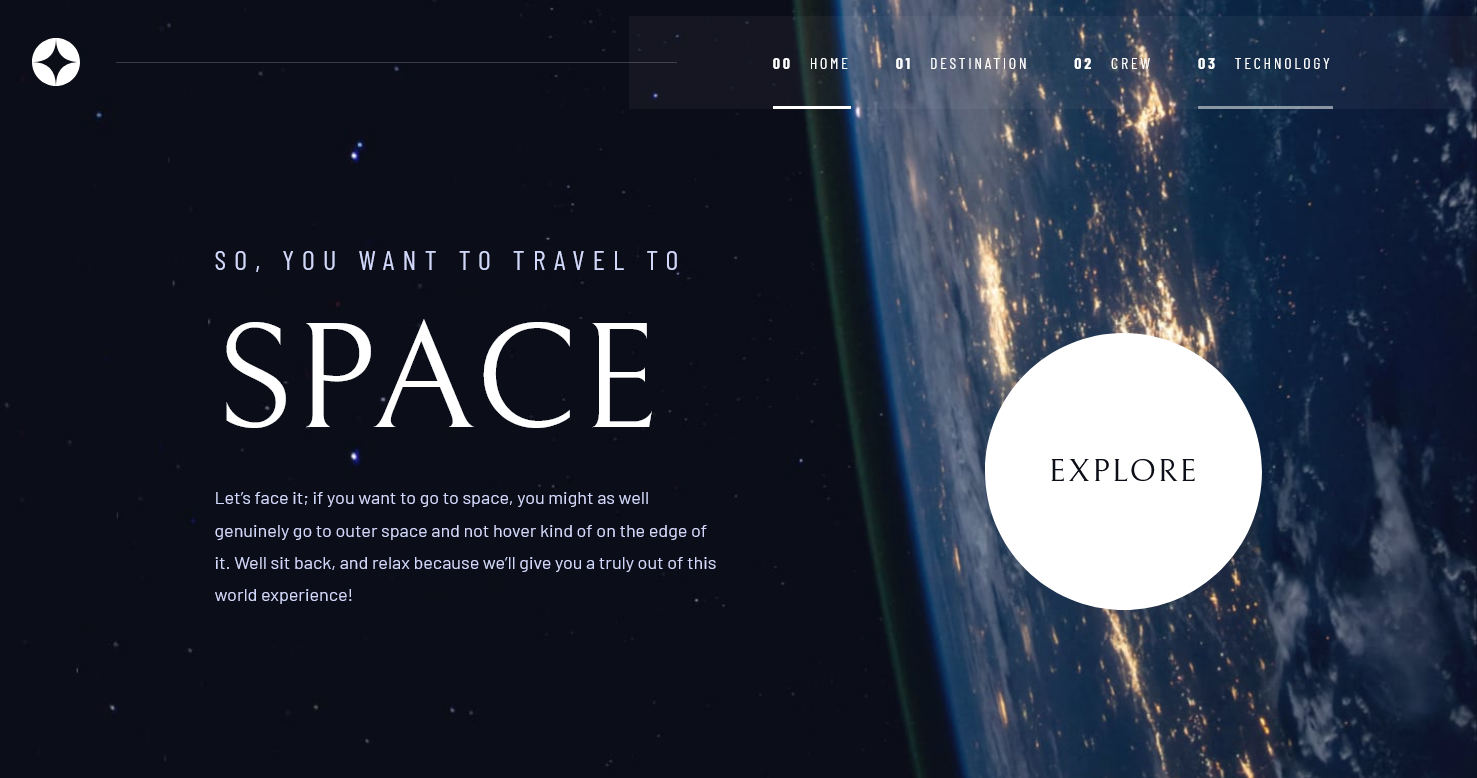 00 HOME 01 DESTINATION 02 CREW 03 TECHNOLOGY
SO, YOU WANT TO TRAVEL TO
SPACE
Let’s face it; if you want to go to space, you might as well
genuinely go to outer space and not hover kind of on the edge of
it. Well sit back, and relax because we’ll give you a truly out of this
world experience!
EXPLORE